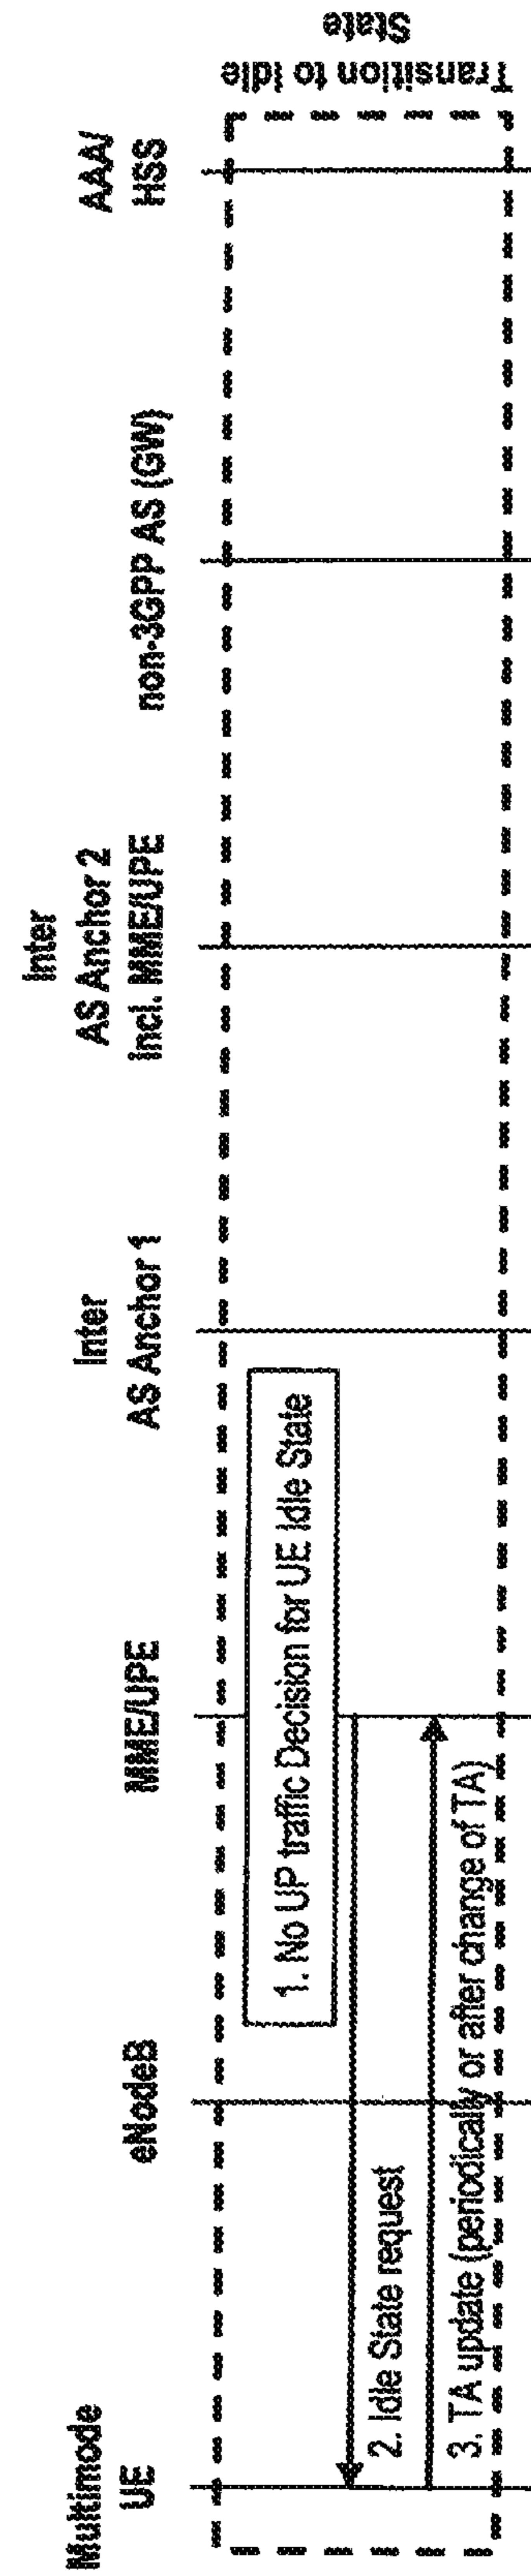 Multimode
UE
eNodeB
MME/UPE
Inter
AS Anchor 1
Inter
AS Anchor 2
incl. MME/UPE
non-3GPP AS (GW)
AAA/
HSS
1. No UP traffic Decision for UE Idle State
2. Idle State request
3. TA update (periodically or after change of TA)
Transition to idle
State